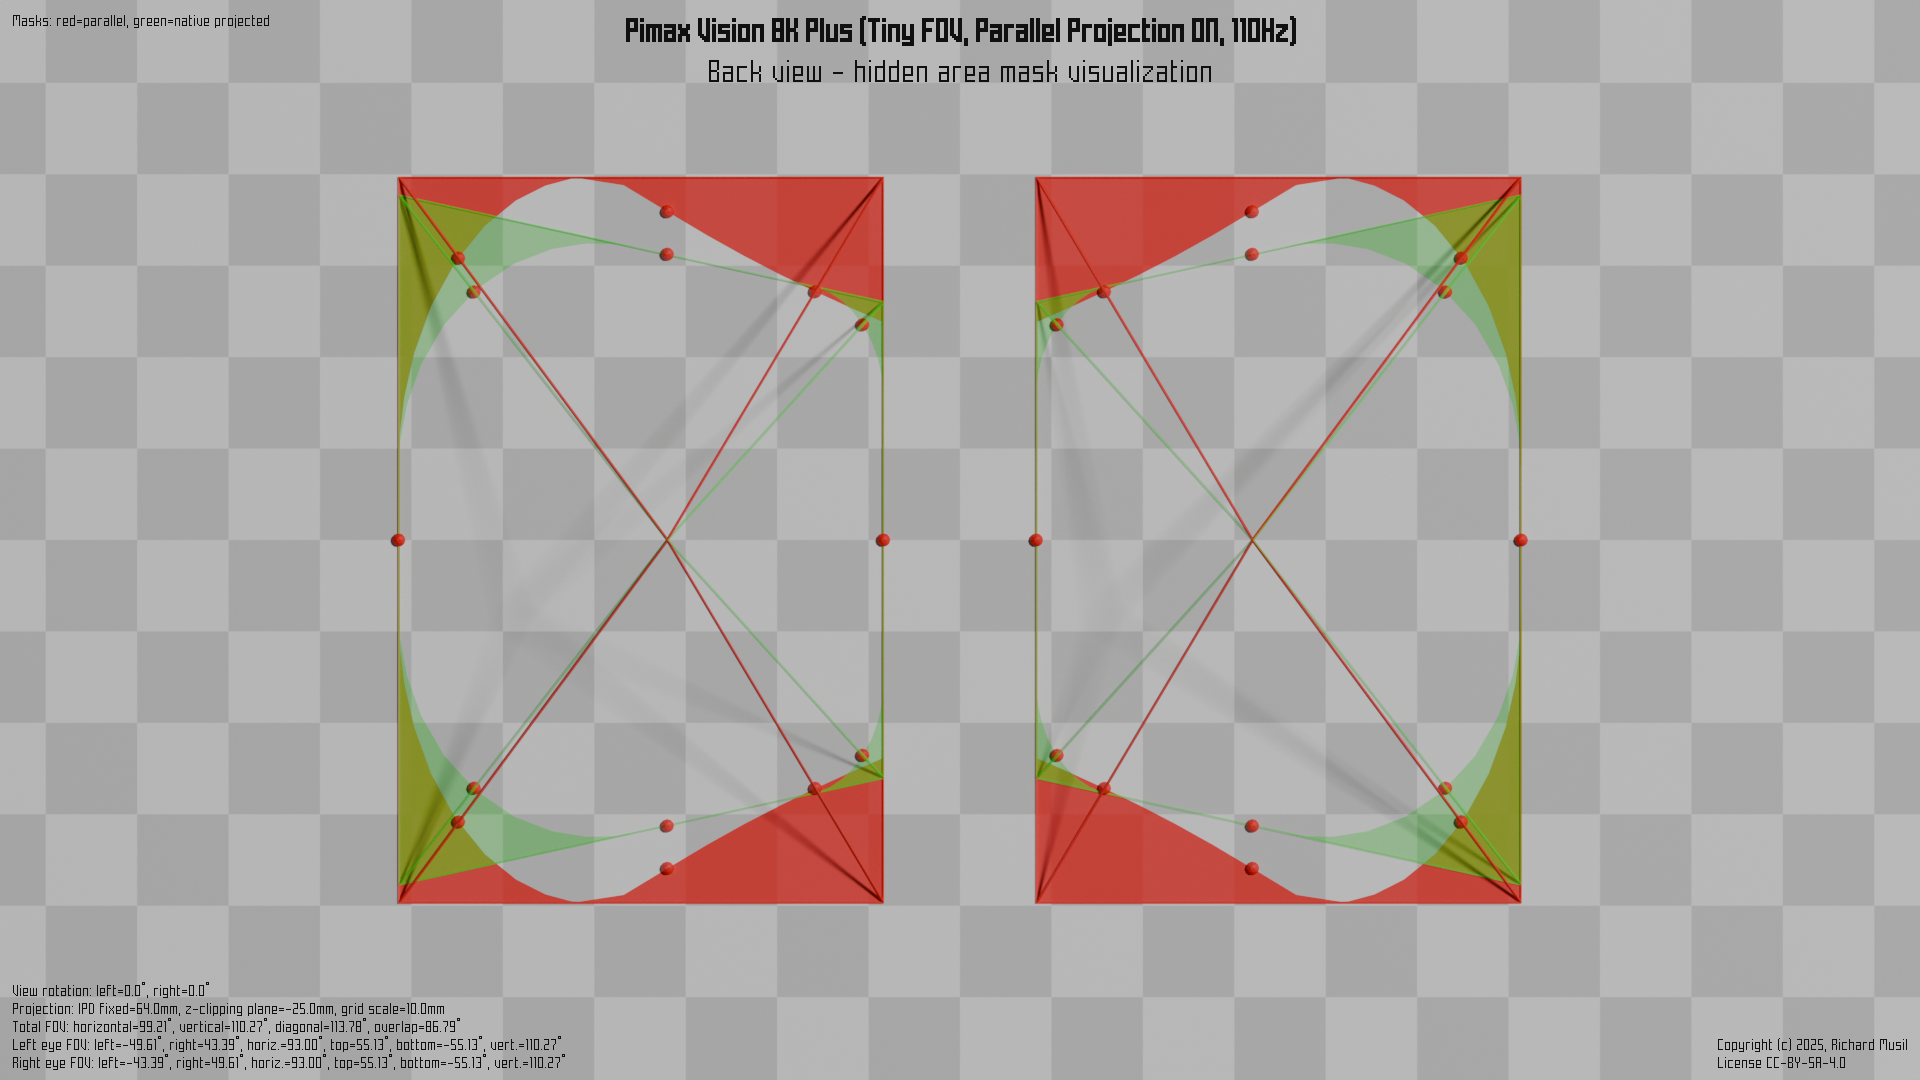 Masks: red=parallel, green=native projected
Pimax Vision 8K Plus (Tiny FOV, Parallel Projection ON, 110Hz)
Back view - hidden area mask visualization
View rotation: left=0.0°, right=0.0°
Projection: IPD fixed=64.0mm, z-clipping plane=-25.0mm, grid scale=10.0mm
Total FOV: horizontal=99.21°, vertical=110.27°, diagonal=113.78°, overlap=86.79°
Left eye FOV: left=-49.61°, right=43.39°, horiz.=93.00°, top=55.13°, bottom=-55.13°, vert.=110.27°
Right eye FOV: left=-43.39°, right=49.61°, horiz.=93.00°, top=55.13°, bottom=-55.13°, vert.=110.27°
Copyright (c) 2025, Richard Musil
License CC-BY-SA-4.0